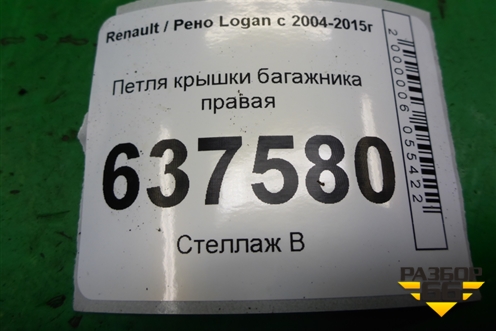 Renault / Рено Logan с 2004-2015г
Петля крышки багажника
правая
637580
Стеллаж В
2000006055422
РАЗБОР